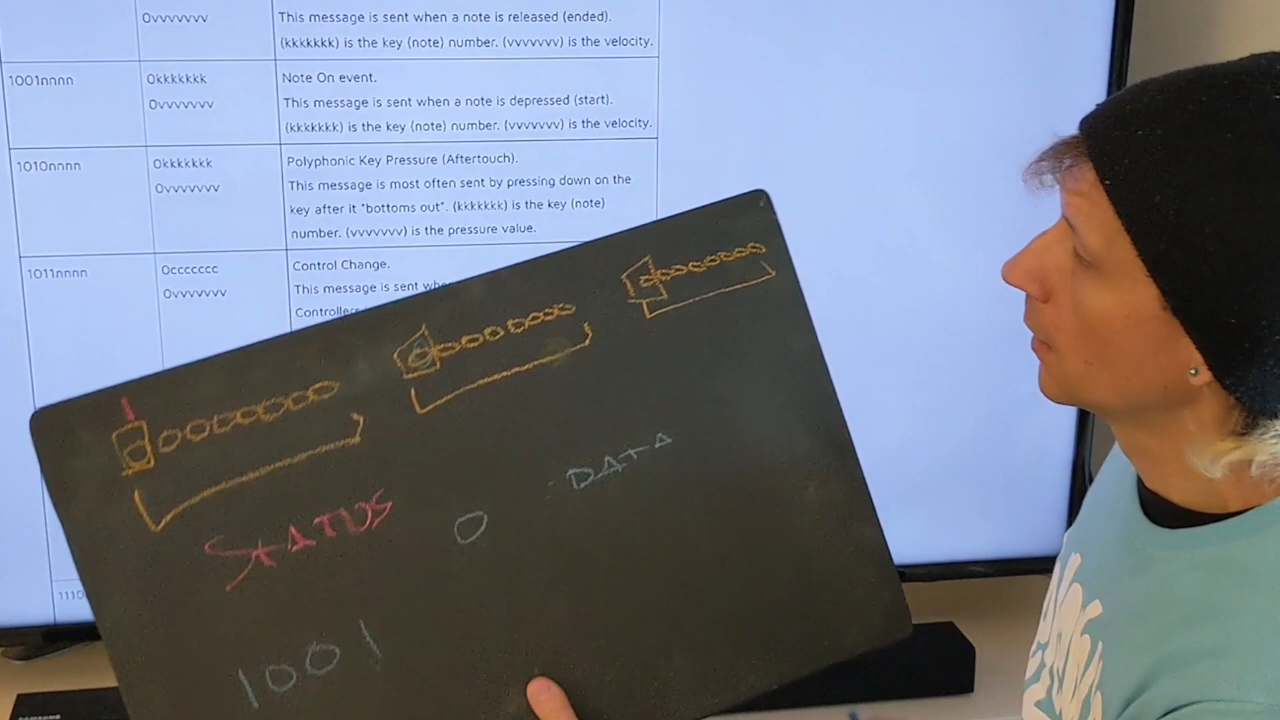 0vvvvvvv
This message is sent when a note is released (ended).
(kkkkkkk) is the key (note) number. (vvvvvvv) is the velocity.
1001nnnn
0kkkkkkk
0vvvvvvv
Note On event.
This message is sent when a note is depressed (start).
(kkkkkkk) is the key (note) number. (vvvvvvv) is the velocity.
1010nnnn
0kkkkkkk
0vvvvvvv
Polyphonic Key Pressure (Aftertouch).
This message is most often sent by pressing down on the
key after it "bottoms out". (kkkkkkk) is the key (note)
number. (vvvvvvv) is the pressure value.
1011nnnn
0ccccccc
0vvvvvvv
Control Change.
This message is sent
1110
STATUS
0
DATA
1001
SAMSUNG